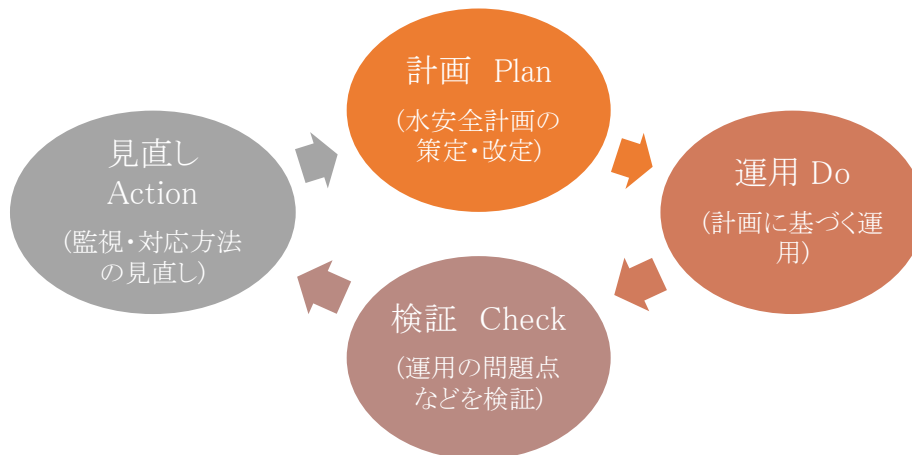 計画　Plan
(水安全計画の
策定・改定)
運用 Do
(計画に基づく運
用)
検証　Check
(運用の問題点
などを検証)
見直し
Action
(監視・対応方法
の見直し)